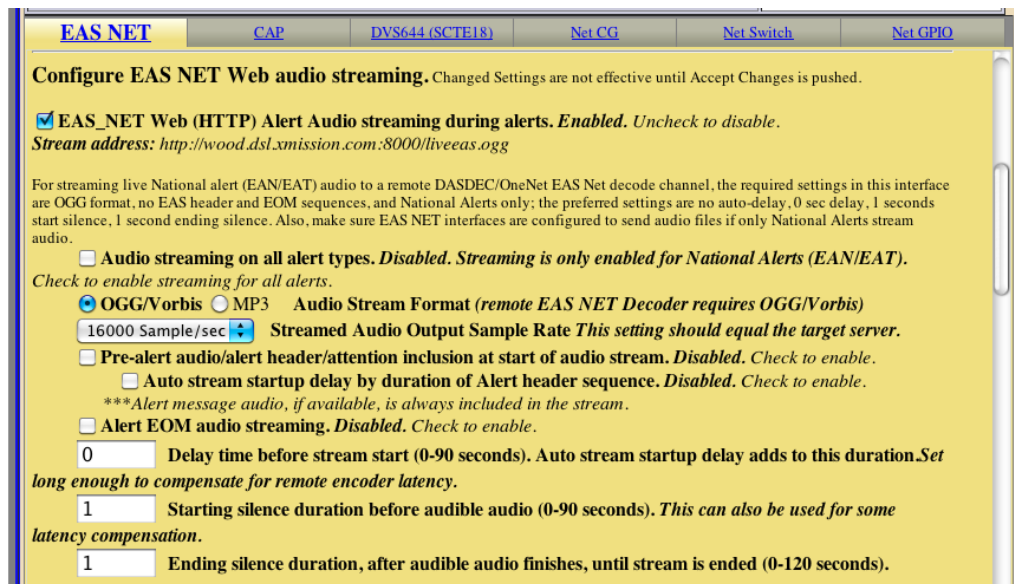 EAS NET CAP DVS644 (SCTE18) Net CG Net Switch Net GPIO
Configure EAS NET Web audio streaming. Changed Settings are not effective until Accept Changes is pushed.
EAS_NET Web (HTTP) Alert Audio streaming during alerts. Enabled. Uncheck to disable.
Stream address: http://wood.dsl.xmission.com:8000/liveeas.ogg
For streaming live National alert (EAN/EAT) audio to a remote DASDEC/OneNet EAS Net decode channel, the required settings in this interface
are OGG format, no EAS header and EOM sequences, and National Alerts only; the preferred settings are no auto-delay, 0 sec delay, 1 seconds
start silence, 1 second ending silence. Also, make sure EAS NET interfaces are configured to send audio files if only National Alerts stream
audio.
Audio streaming on all alert types. Disabled. Streaming is only enabled for National Alerts (EAN/EAT).
Check to enable streaming for all alerts.
OGG/Vorbis MP3 Audio Stream Format (remote EAS NET Decoder requires OGG/Vorbis)
16000 Sample/sec Streamed Audio Output Sample Rate This setting should equal the target server.
Pre-alert audio/alert header/attention inclusion at start of audio stream. Disabled. Check to enable.
Auto stream startup delay by duration of Alert header sequence. Disabled. Check to enable.
***Alert message audio, if available, is always included in the stream.
Alert EOM audio streaming. Disabled. Check to enable.
0 Delay time before stream start (0-90 seconds). Auto stream startup delay adds to this duration.Set
long enough to compensate for remote encoder latency.
1 Starting silence duration before audible audio (0-90 seconds). This can also be used for some
latency compensation.
1 Ending silence duration, after audible audio finishes, until stream is ended (0-120 seconds).